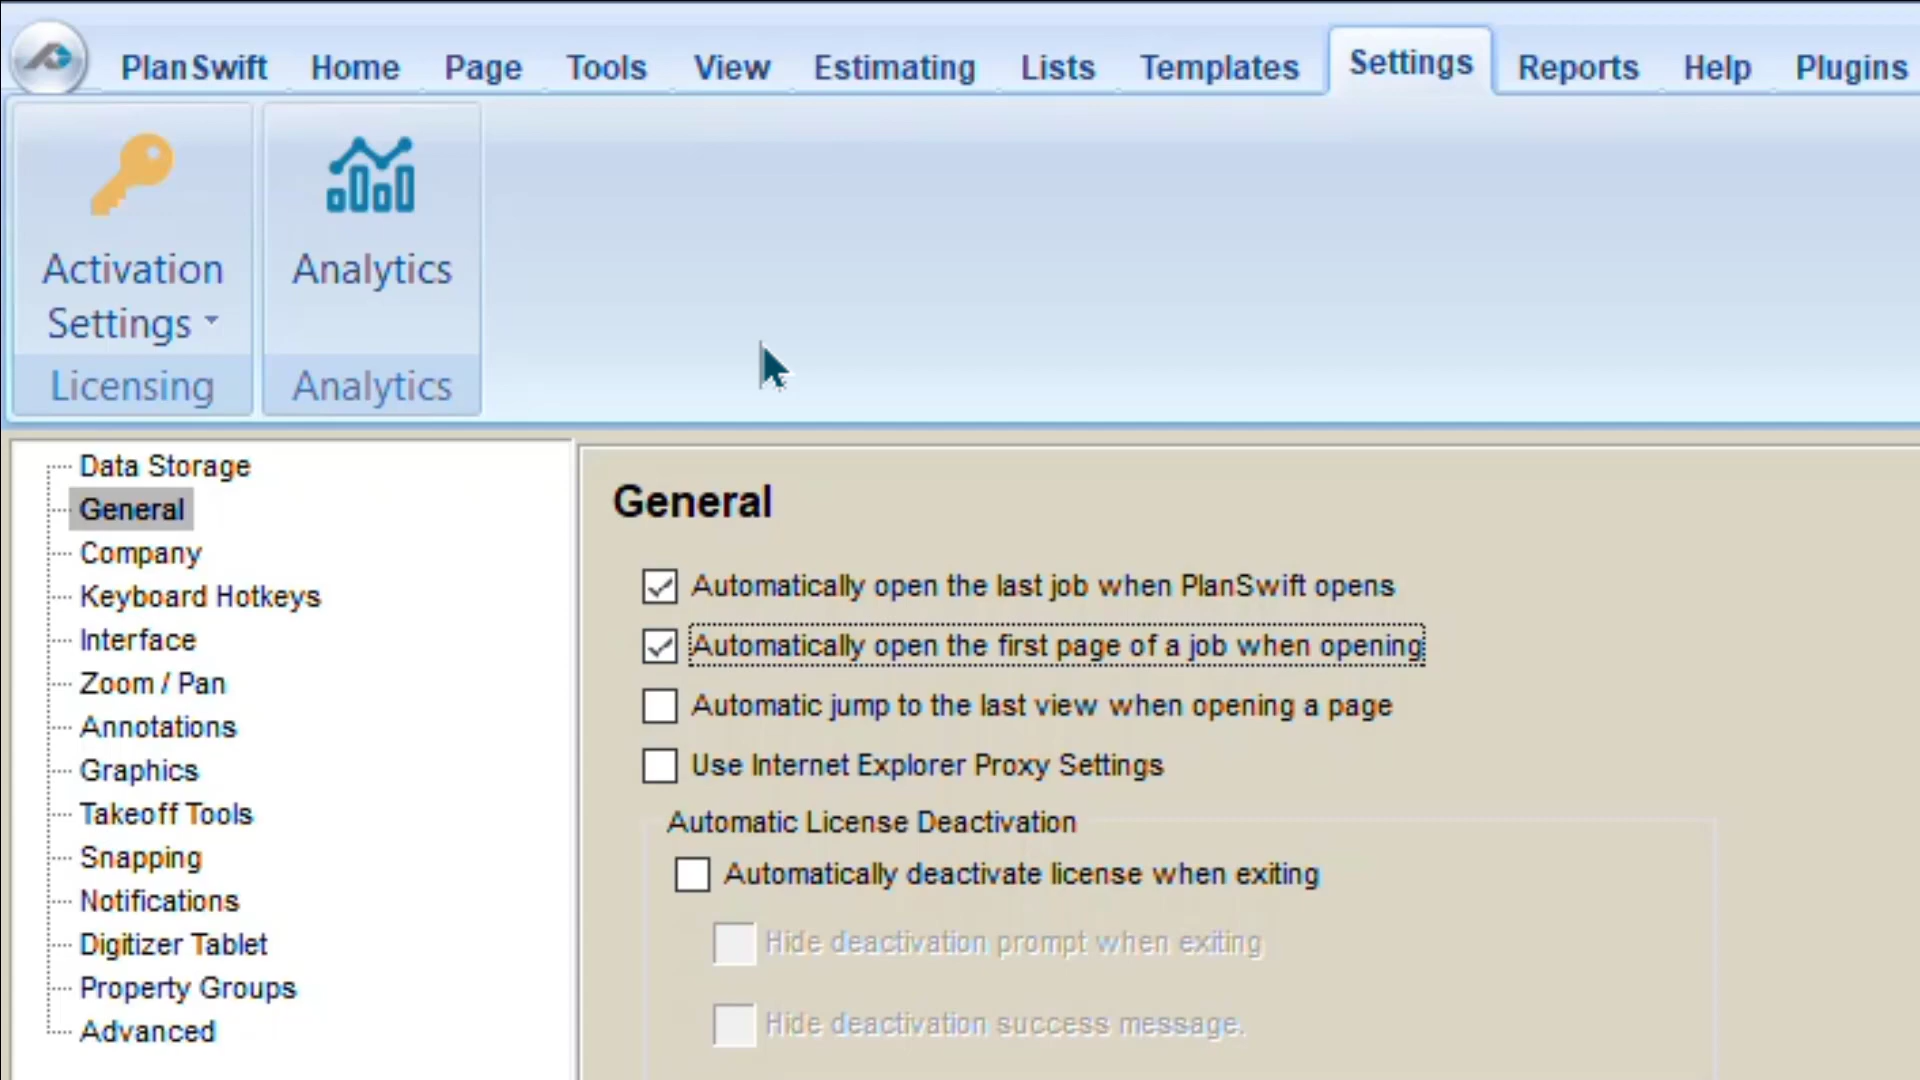 PlanSwift Home Page Tools View Estimating Lists Templates Settings Reports Help Plugins
Activation
Settings
Licensing
Analytics
Analytics
Data Storage
General
Company
Keyboard Hotkeys
Interface
Zoom / Pan
Annotations
Graphics
Takeoff Tools
Snapping
Notifications
Digitizer Tablet
Property Groups
Advanced
General
Automatically open the last job when PlanSwift opens
Automatically open the first page of a job when opening
Automatic jump to the last view when opening a page
Use Internet Explorer Proxy Settings
Automatic License Deactivation
Automatically deactivate license when exiting
Hide deactivation prompt when exiting
Hide deactivation success message.